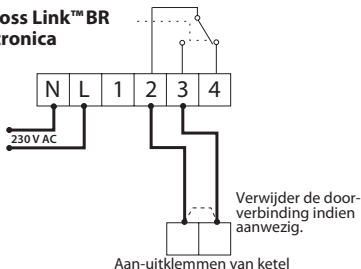 oss Link™ BR
tronica
N L 1 2 3 4
230 V AC
Verwijder de door-
verbinding indien
aanwezig.
Aan-uitklemmen van ketel